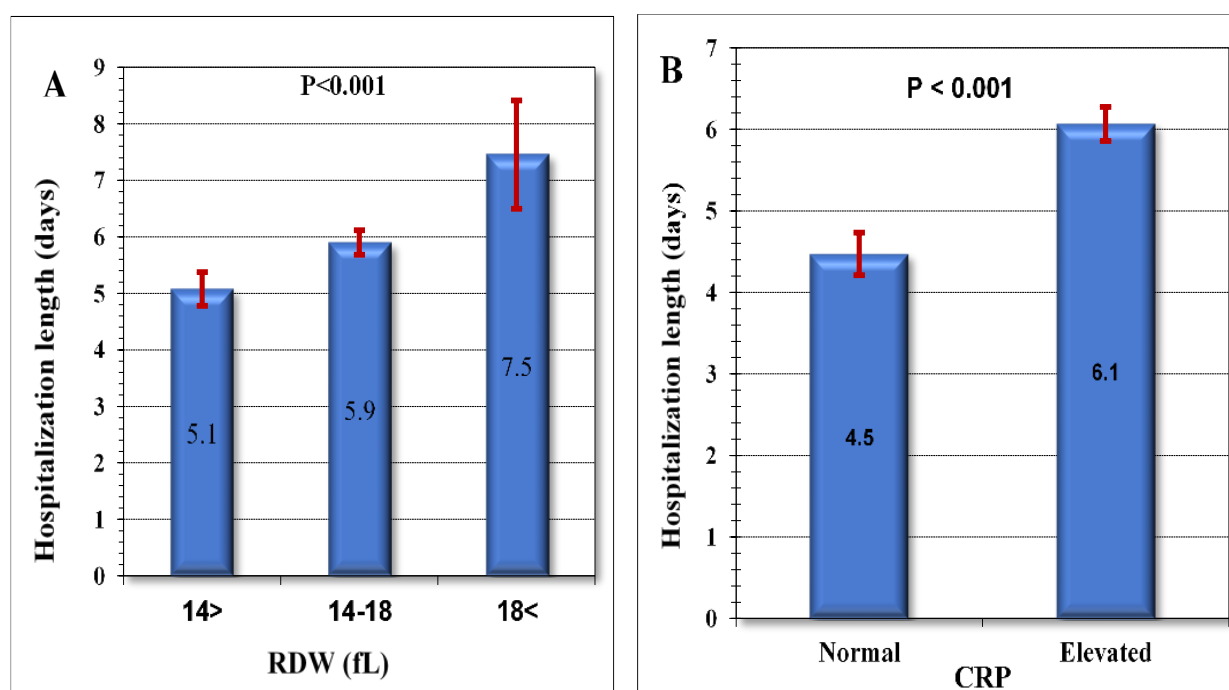 A
P<0.001
Hospitalization length (days)
9
8
7
6
5
4
3
2
1
0
5.1
5.9
7.5
14> 14-18 18<
RDW (fL)
B
P < 0.001
Hospitalization length (days)
7
6
5
4
3
2
1
0
4.5
6.1
Normal Elevated
CRP